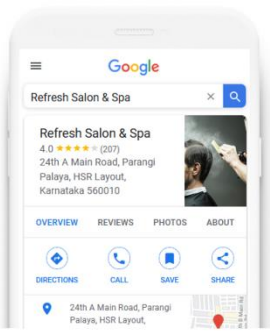 Google
Refresh Salon & Spa
Refresh Salon & Spa
4.0 ★★★★★ (207)
24th A Main Road, Parangi
Palaya, HSR Layout,
Karnataka 560010
OVERVIEW REVIEWS PHOTOS ABOUT
DIRECTIONS CALL SAVE SHARE
24th A Main Road, Parangi
Palaya, HSR Layout,